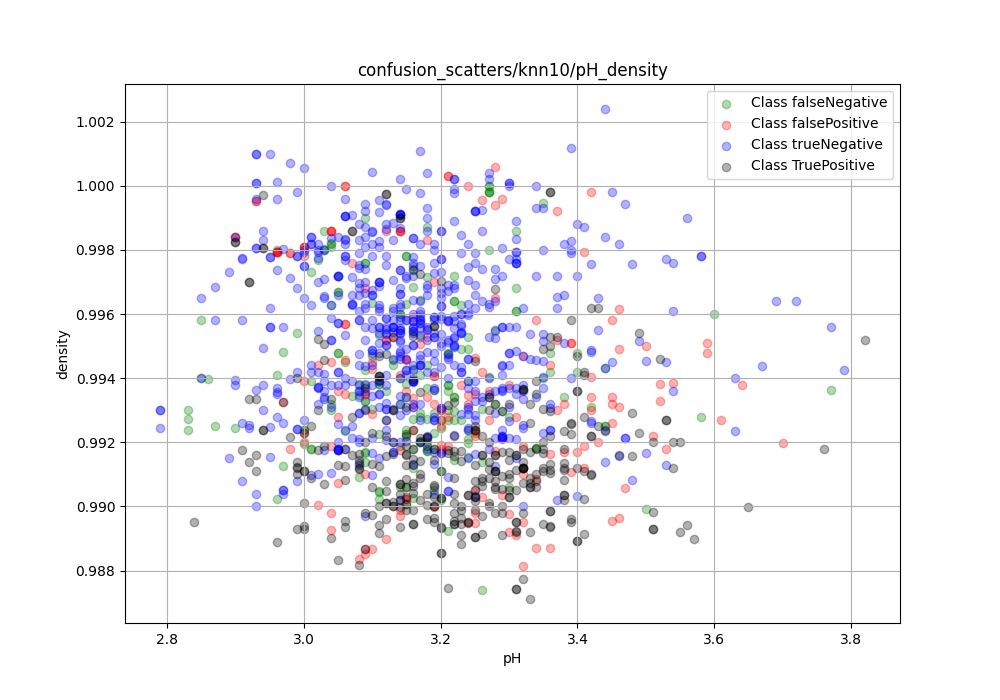 confusion_scatters/knn10/pH_density
Class falseNegative
Class falsePositive
Class trueNegative
Class TruePositive
1.002
1.000
0.998
0.996
0.994
0.992
0.990
0.988
density
2.8 3.0 3.2 3.4 3.6 3.8
pH